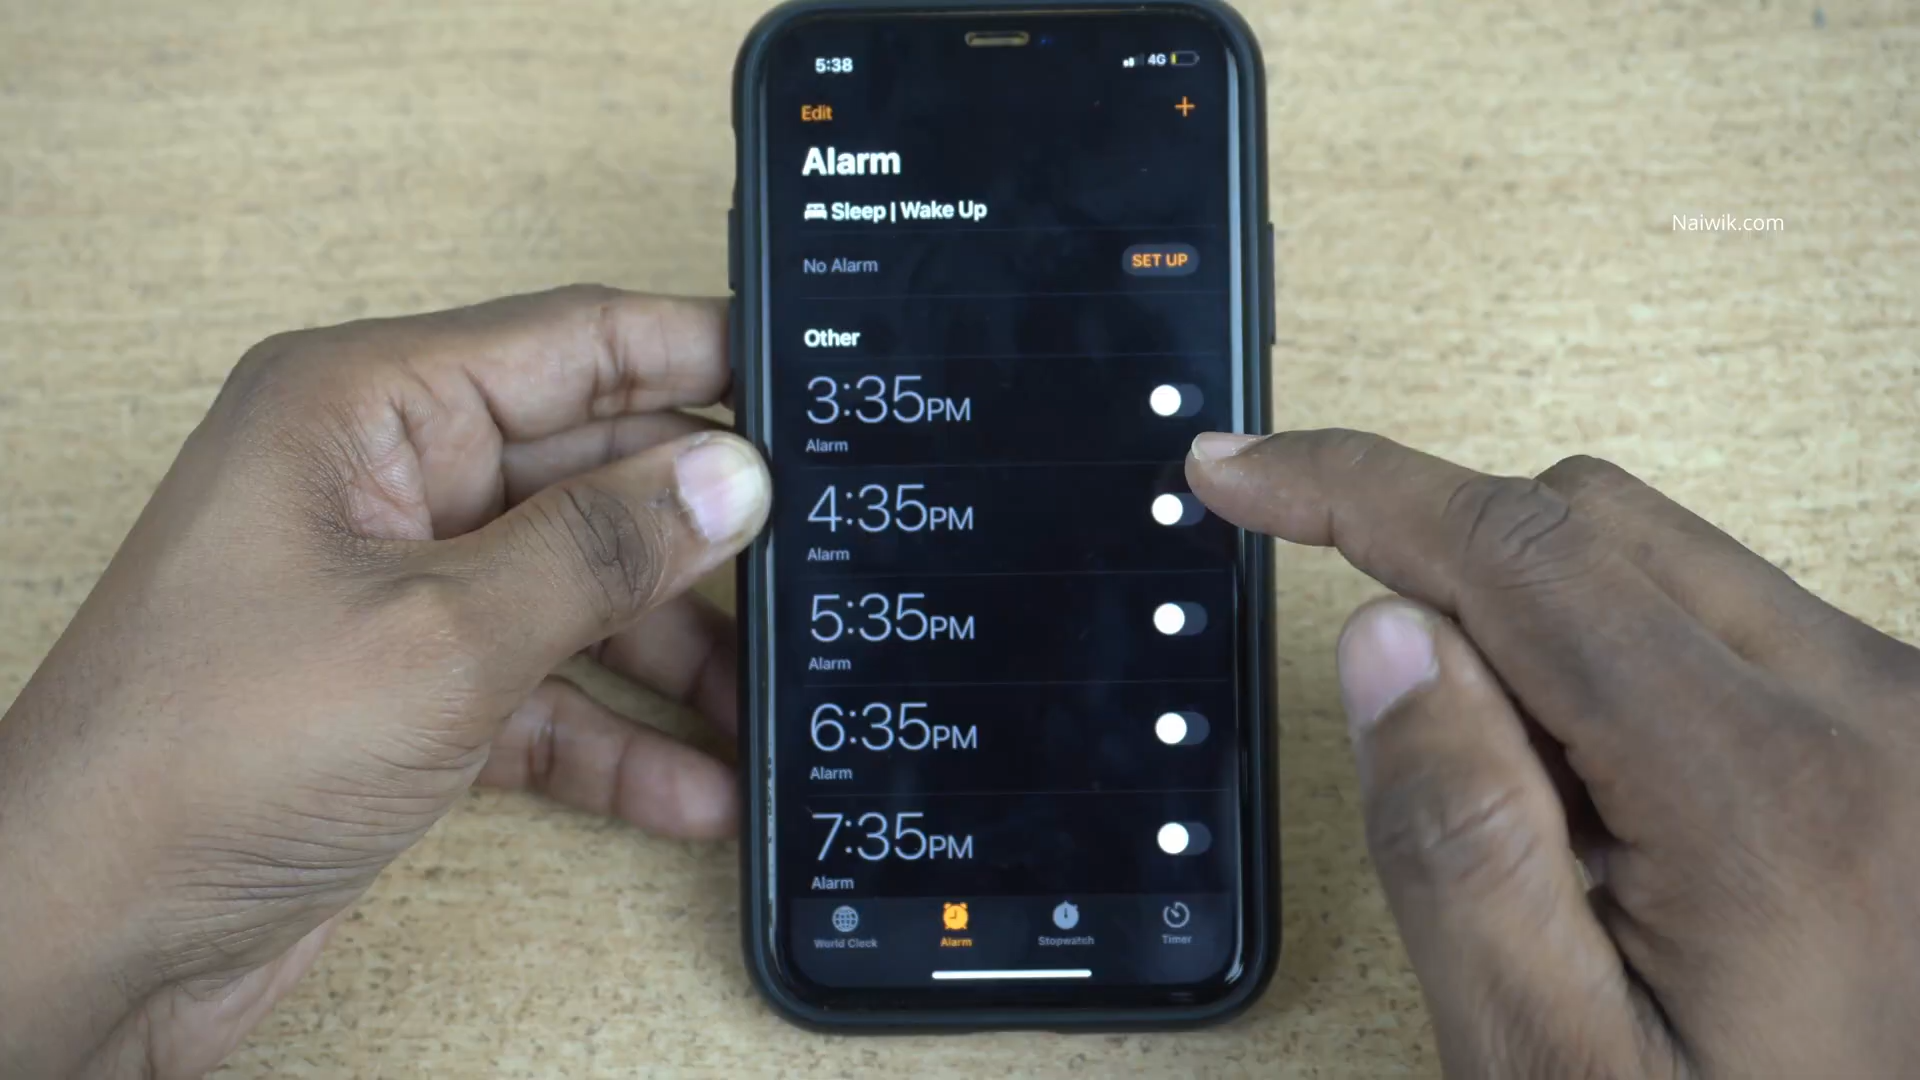 5:38
4G
Edit
+
Alarm
Sleep | Wake Up
No Alarm
SET UP
Other
3:35PM
Alarm
4:35PM
Alarm
5:35PM
Alarm
6:35PM
Alarm
7:35PM
Alarm
World Clock
Alarm
Stopwatch
Timer
Naiwik.com